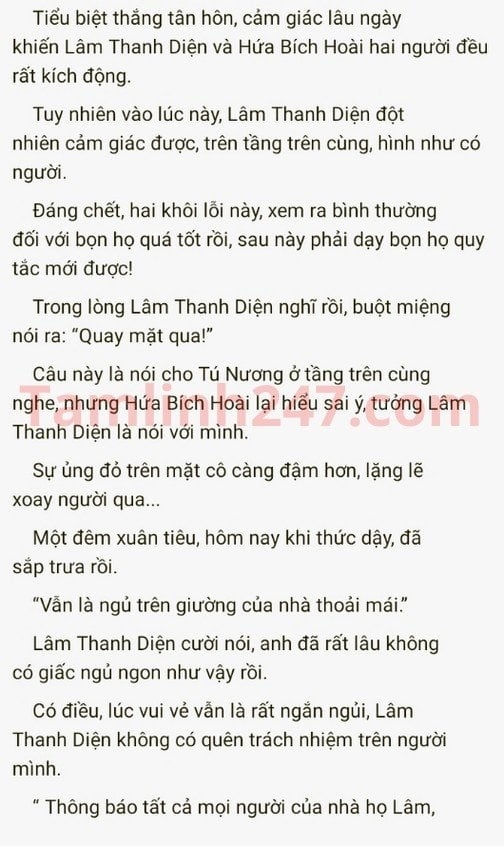 Tiểu biệt thắng tân hôn, cảm giác lâu ngày
khiến Lâm Thanh Diện và Hứa Bích Hoài hai người đều
rất kích động.
Tuy nhiên vào lúc này, Lâm Thanh Diện đột
nhiên cảm giác được, trên tầng trên cùng, hình như có
người.
Đáng chết, hai khôi lỗi này, xem ra bình thường
đối với bọn họ quá tốt rồi, sau này phải dạy bọn họ quy
tắc mới được!
Trong lòng Lâm Thanh Diện nghĩ rồi, buột miệng
nói ra: “Quay mặt qua!”
Câu này là nói cho Tú Nương ở tầng trên cùng
nghe, nhưng Hứa Bích Hoài lại hiểu sai ý, tưởng Lâm
Tamlinh247.com
Thanh Diện là nói với mình.
Sự ủng đỏ trên mặt cô càng đậm hơn, lặng lẽ
xoay người qua...
Một đêm xuân tiêu, hôm nay khi thức dậy, đã
sắp trưa rồi.
“Vẫn là ngủ trên giường của nhà thoải mái.”
Lâm Thanh Diện cười nói, anh đã rất lâu không
có giấc ngủ ngon như vậy rồi.
Có điều, lúc vui vẻ vẫn là rất ngắn ngủi, Lâm
Thanh Diện không có quên trách nhiệm trên người
mình.
“ Thông báo tất cả mọi người của nhà họ Lâm,